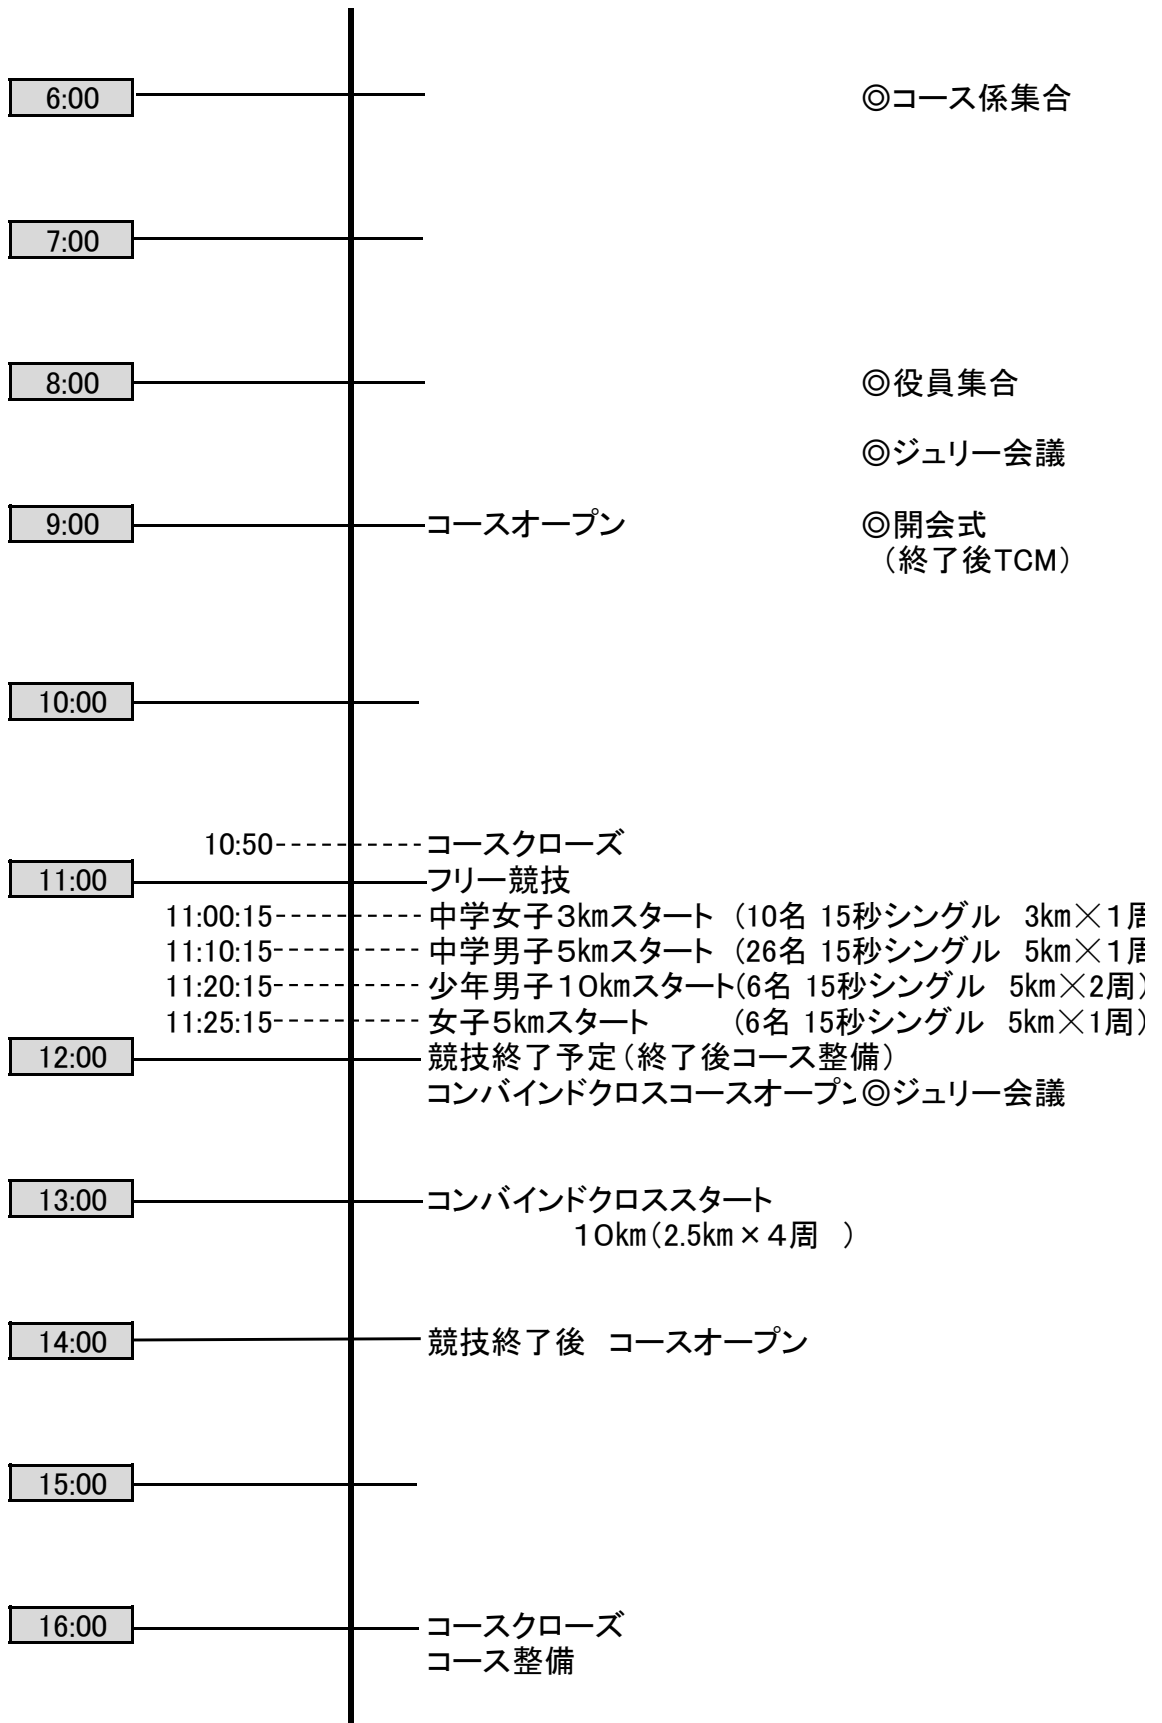 6:00 ◎コース係集合
7:00
8:00 ◎役員集合
◎ジュリー会議
9:00 コースオープン ◎開会式
（終了後TCM）
10:00
10:50 コースクローズ
11:00 フリー競技
11:00:15 中学女子３kmスタート （10名 15秒シングル　3km×１周
11:10:15 中学男子５kmスタート （26名 15秒シングル　5km×１周
11:20:15 少年男子１０kmスタート（6名 15秒シングル　5km×2周）
11:25:15 女子５kmスタート　（6名 15秒シングル　5km×1周）
12:00 競技終了予定（終了後コース整備）
コンバインドクロスコースオープン ◎ジュリー会議
13:00 コンバインドクロススタート
１０km（2.5km×４周　）
14:00 競技終了後　コースオープン
15:00
16:00 コースクローズ
コース整備